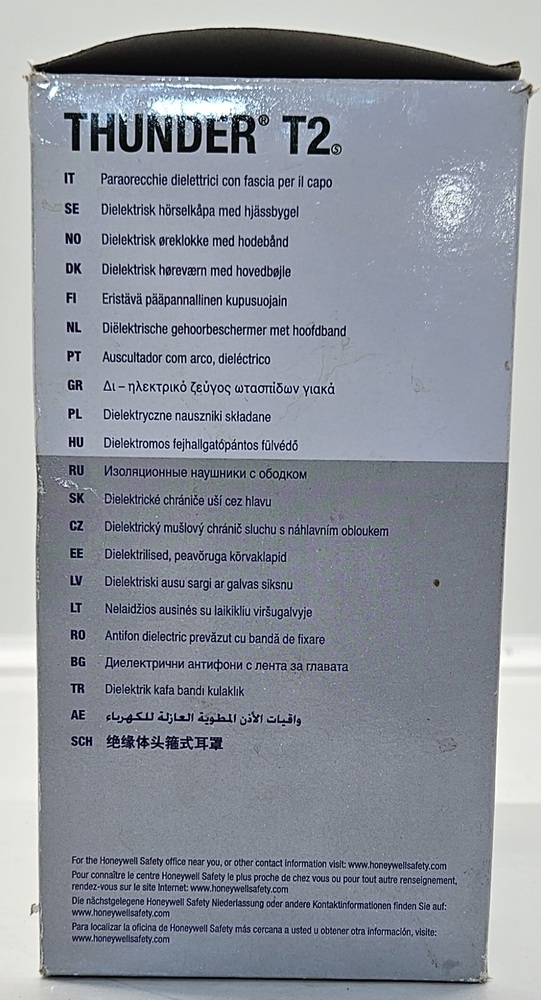 THUNDER® T2S
IT Paraorecchie dielettrici con fascia per il capo
SE Dielektrisk hörselkåpa med hjässbygel
NO Dielektrisk øreklokke med hodebånd
DK Dielektrisk høreværn med hovedbøjle
FI Eristävä pääpannallinen kupusuojain
NL Diëlektrische gehoorbeschermer met hoofdband
PT Auscultador com arco, dieléctrico
GR Δι – ηλεκτρικό ζεύγος ωτασπίδων γιακά
PL Dielektryczne nauszniki składane
HU Dielektromos fejhallgatópántos fülvédő
RU Изоляционные наушники с ободком
SK Dielektrické chrániče uší cez hlavu
CZ Dielektrický mušlový chránič sluchu s náhlavním obloukem
EE Dielektrilised, peavõruga kõrvaklapid
LV Dielektriski ausu sargi ar galvas siksnu
LT Nelaidžios ausinės su laikikliu viršugalvyje
RO Antifon dielectric prevăzut cu bandă de fixare
BG Диелектрични антифони с лента за главата
TR Dielektrik kafa bandı kulaklık
AE واقيات الأذن المطوية العازلة للكهرباء
SCH 绝缘体头箍式耳罩
For the Honeywell Safety office near you, or other contact information visit: www.honeywellsafety.com
Pour connaître le centre Honeywell Safety le plus proche de chez vous ou pour tout autre renseignement,
rendez-vous sur le site Internet: www.honeywellsafety.com
Die nächstgelegene Honeywell Safety Niederlassung oder andere Kontaktinformationen finden Sie auf:
www.honeywellsafety.com
Para localizar la oficina de Honeywell Safety más cercana a usted u obtener otra información, visite:
www.honeywellsafety.com